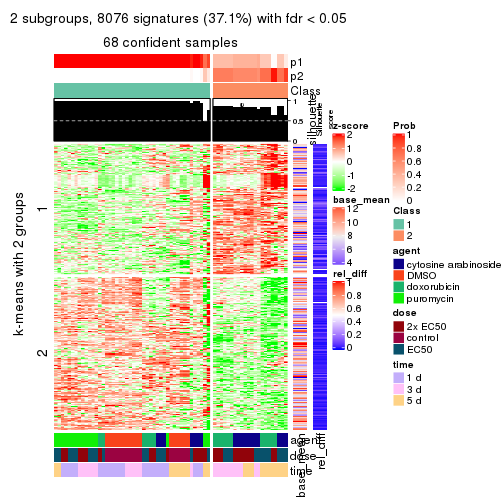 2 subgroups, 8076 signatures (37.1%) with fdr < 0.05
68 confident samples
p1
p2
Class
1
0.5
0
silhouette
k-means with 2 groups
1
2
agent
dose
time
base_mean
rel_diff
z-score
2
1
0
-1
-2
base_mean
12
10
8
6
4
rel_diff
1
0.8
0.6
0.4
0.2
0
Prob
1
0.8
0.6
0.4
0.2
0
Class
1
2
agent
cytosine arabinoside
DMSO
doxorubicin
puromycin
dose
2x EC50
control
EC50
time
1 d
3 d
5 d